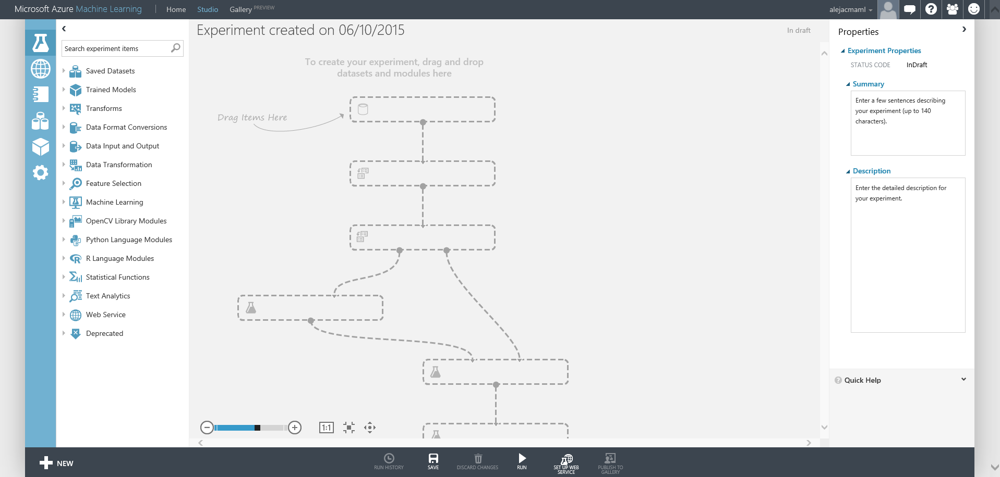 Microsoft Azure Machine Learning
Home
Studio
Gallery PREVIEW
alejacmaml
Search experiment items
Saved Datasets
Trained Models
Transforms
Data Format Conversions
Data Input and Output
Data Transformation
Feature Selection
Machine Learning
OpenCV Library Modules
Python Language Modules
R Language Modules
Statistical Functions
Text Analytics
Web Service
Deprecated
Experiment created on 06/10/2015
In draft
To create your experiment, drag and drop
datasets and modules here
Drag Items Here
1:1
Properties
Experiment Properties
STATUS CODE InDraft
Summary
Enter a few sentences describing
your experiment (up to 140
characters).
Description
Enter the detailed description for
your experiment.
Quick Help
NEW
RUN HISTORY
SAVE
DISCARD CHANGES
RUN
SET UP WEB
SERVICE
PUBLISH TO
GALLERY